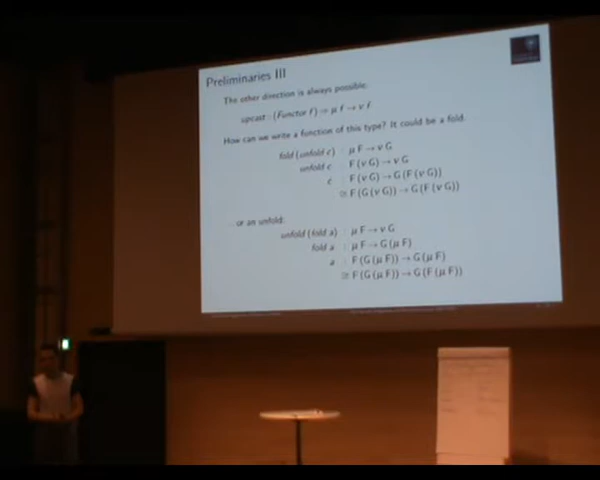 Preliminaries III
The other direction is always possible.
upcast : (Functor f) ⇒ μ f → ν f
How can we write a function of this type? It could be a fold.
fold (unfold c) : μ F → ν G
unfold c : F (ν G) → ν G
c : F (ν G) → G (F (ν G))
≅ F (G (ν G)) → G (F (ν G))
or an unfold:
unfold (fold a) : μ F → ν G
fold a : μ F → G (μ F)
a : F (G (μ F)) → G (μ F)
≅ F (G (μ F)) → G (F (μ F))